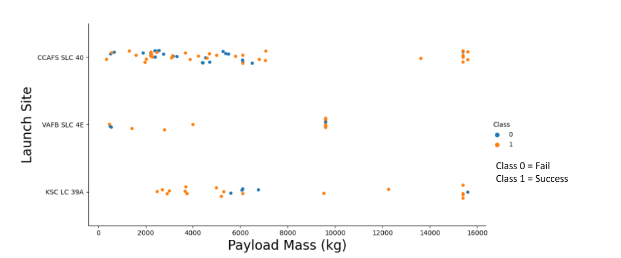 CCAFS SLC 40
VAFB SLC 4E
KSC LC 39A
Launch Site
0 2000 4000 6000 8000 10000 12000 14000 16000
Payload Mass (kg)
Class
0
1
Class 0 = Fail
Class 1 = Success